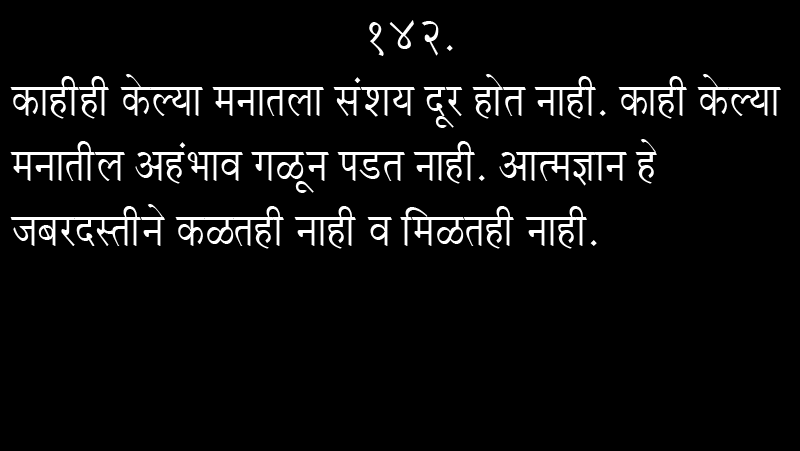 १४२.
काहीही केल्या मनातला संशय दूर होत नाही. काही केल्या
मनातील अहंभाव गळून पडत नाही. आत्मज्ञान हे
जबरदस्तीने कळतही नाही व मिळतही नाही.